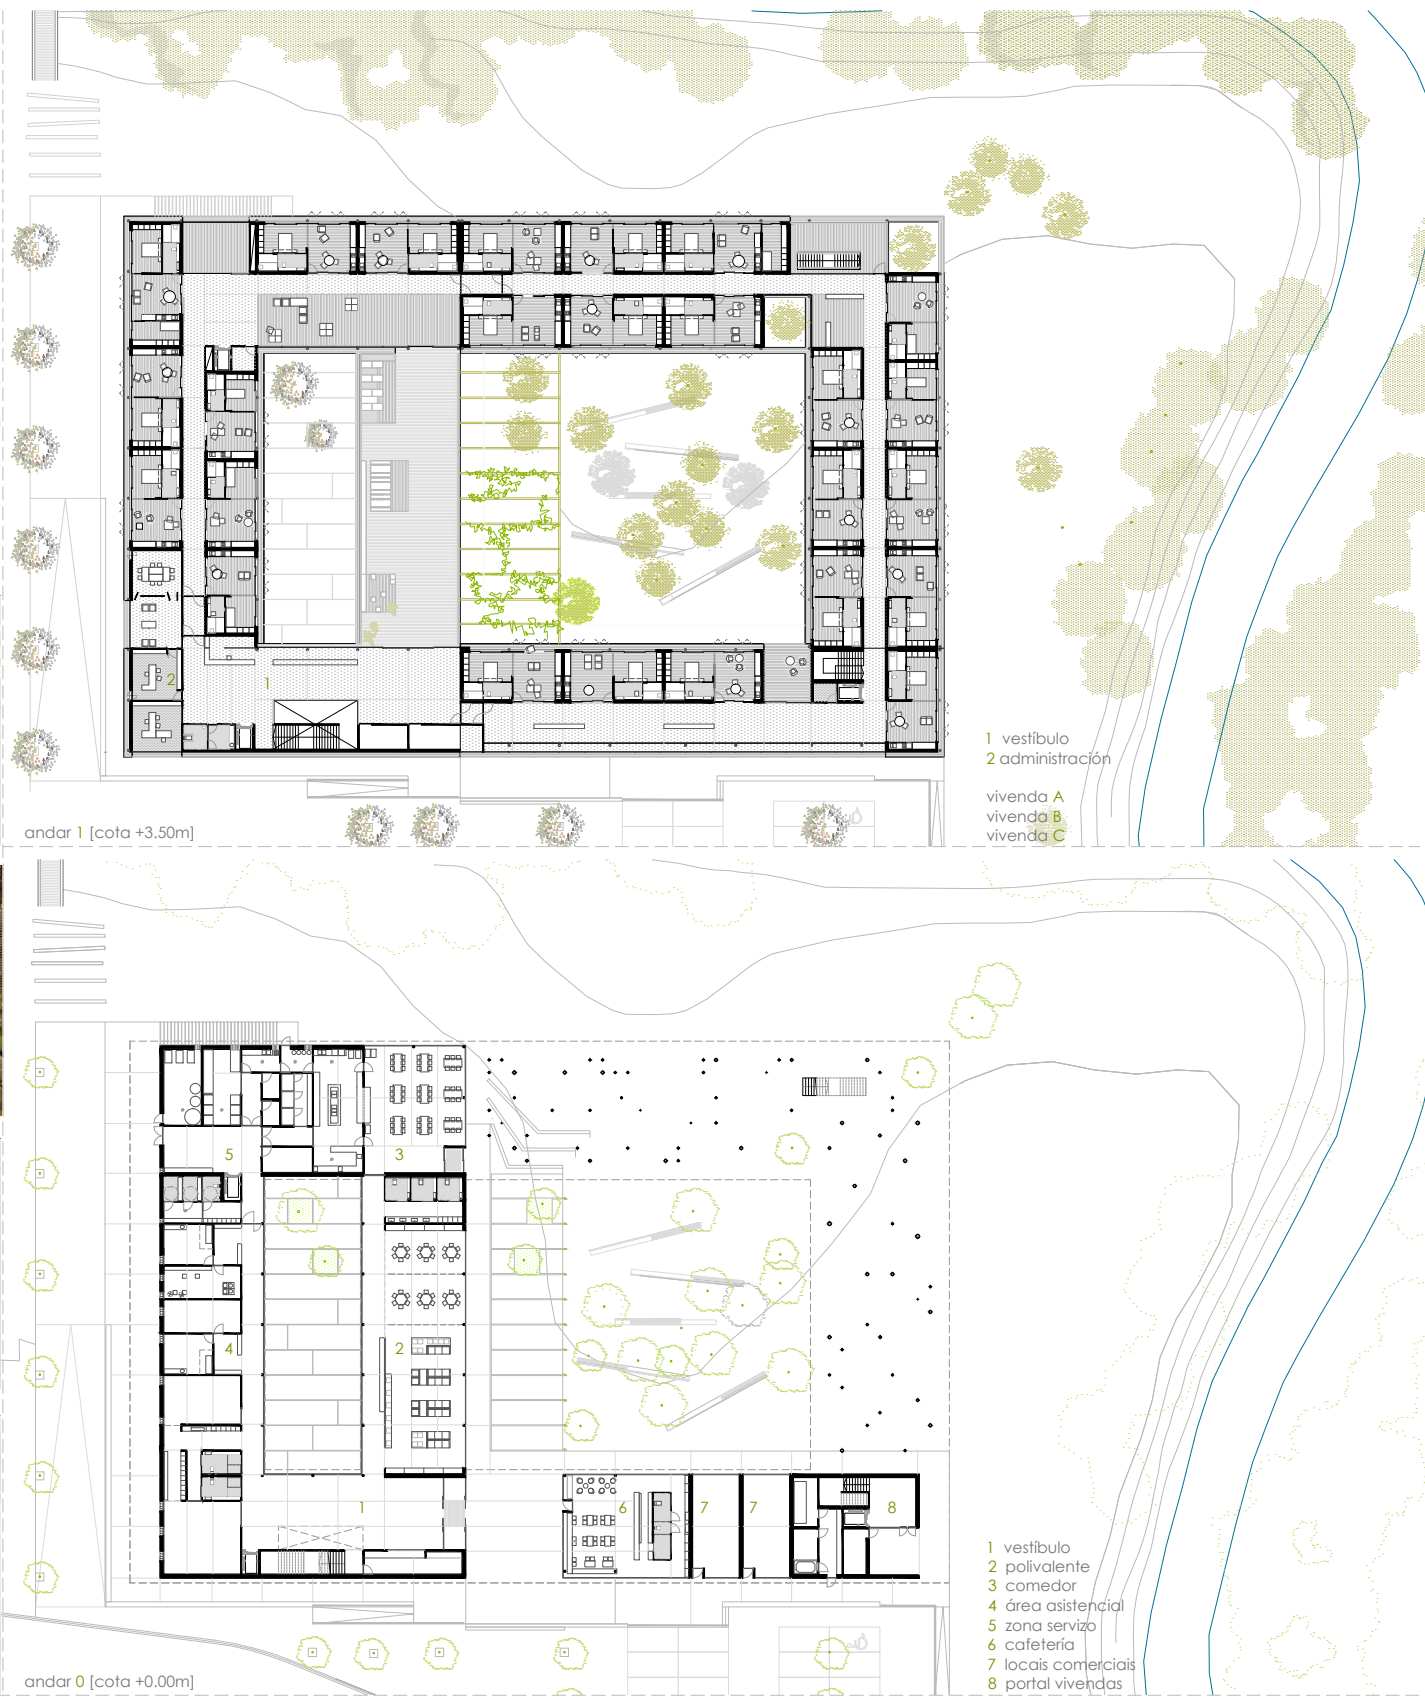 2
1
1 vestíbulo
2 administración
vivenda A
vivenda B
vivenda C
andar 1 [cota +3.50m]
5
3
4
2
1
6
7
7
8
1 vestíbulo
2 polivalente
3 comedor
4 área asistencial
5 zona servizo
6 cafetería
7 locais comerciais
8 portal vivendas
andar 0 [cota +0.00m]